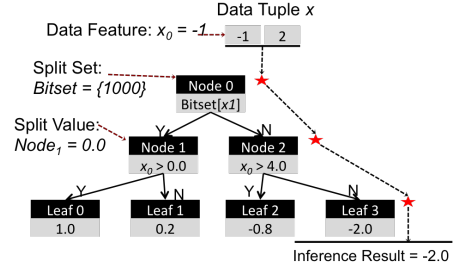 Data Tuple x
Data Feature: x0 = -1
-1 2
Split Set:
Bitset = {1000}
Node 0
Bitset[x1]
Split Value:
Node1 = 0.0
Y N
Node 1 Node 2
x0 > 0.0 x0 > 4.0
Y N Y N
Leaf 0 Leaf 1 Leaf 2 Leaf 3
1.0 0.2 -0.8 -2.0
Inference Result = -2.0